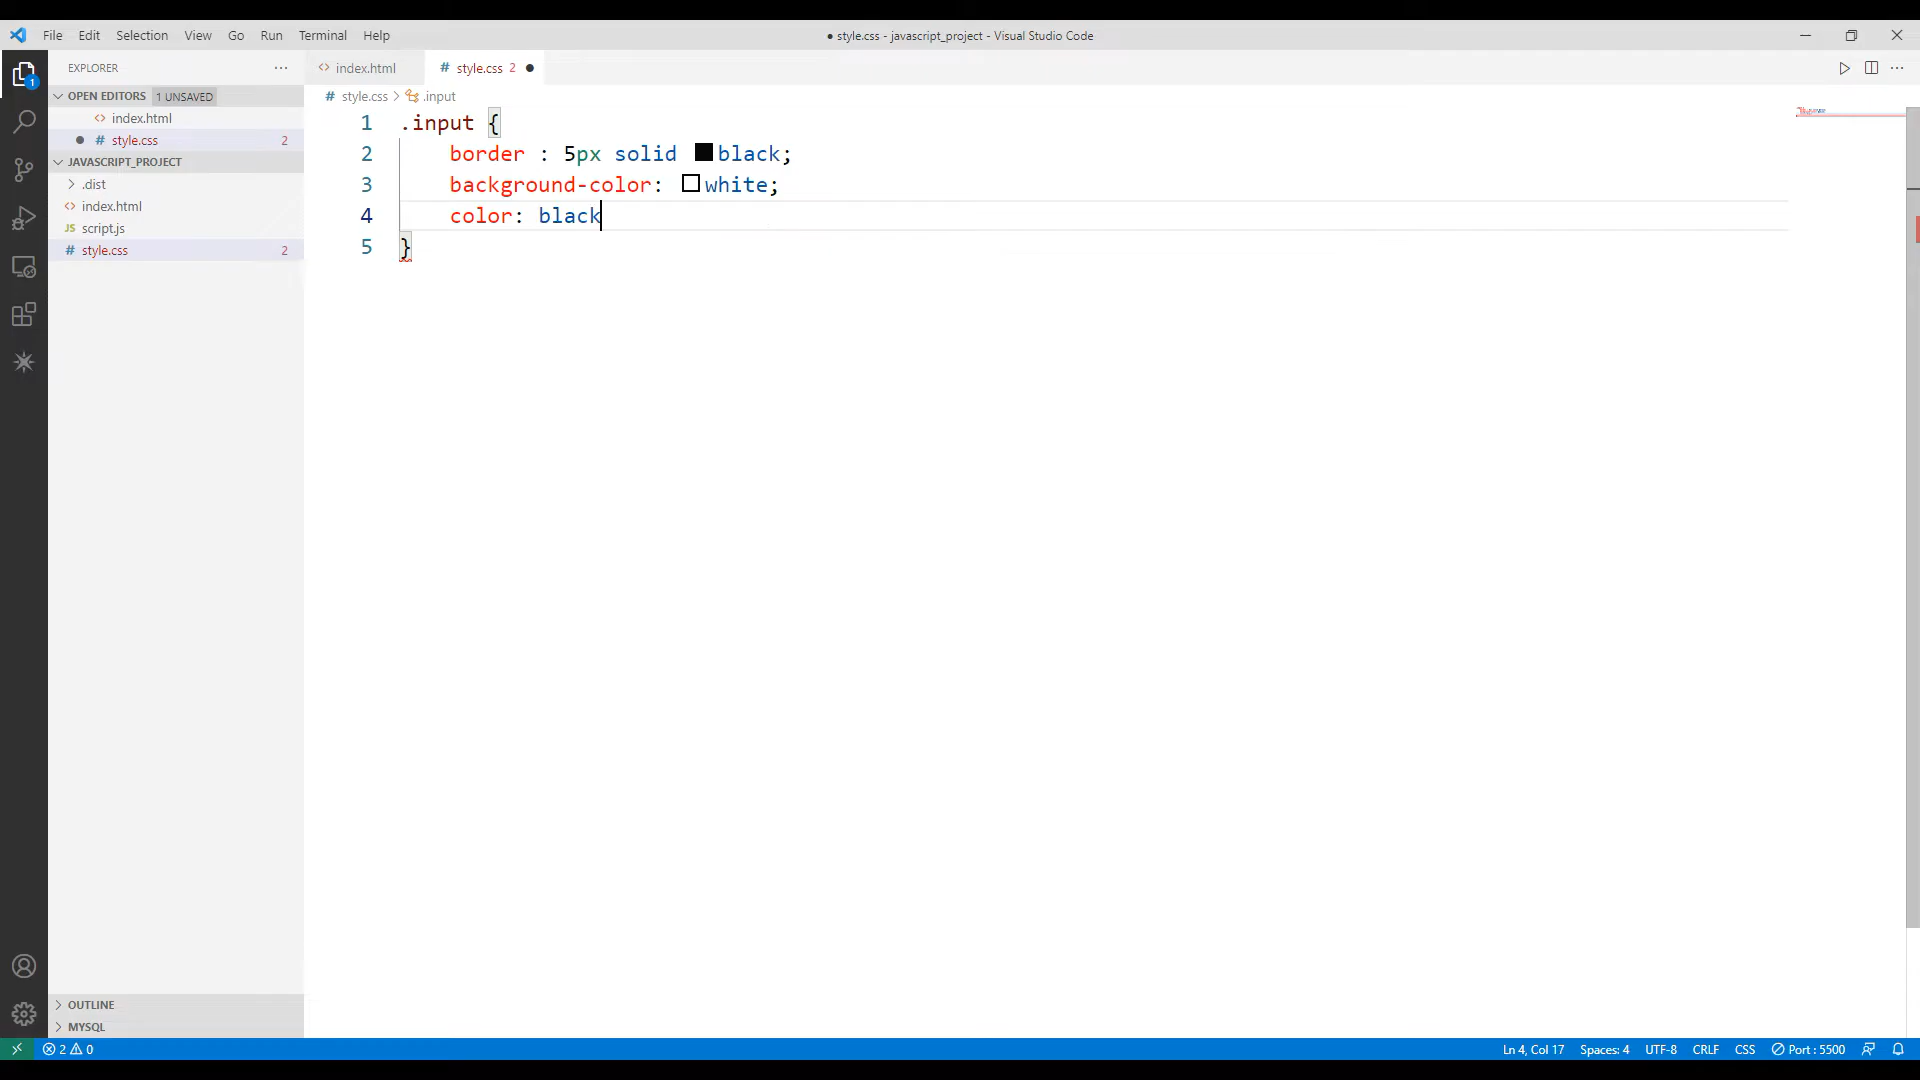 File Edit Selection View Go Run Terminal Help
● style.css - javascript_project - Visual Studio Code
EXPLORER
index.html
# style.css 2
OPEN EDITORS 1 UNSAVED
# style.css > .input
index.html
# style.css 2
JAVASCRIPT_PROJECT
.dist
index.html
JS script.js
# style.css 2
1 .input {
2 border : 5px solid black;
3 background-color: white;
4 color: black
5 }
1
OUTLINE
MYSQL
2 0
Ln 4, Col 17 Spaces: 4 UTF-8 CRLF CSS Port : 5500